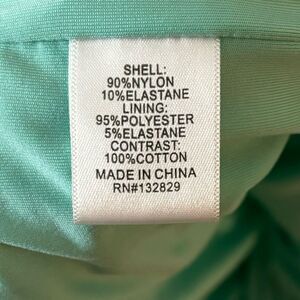 SHELL:
90%NYLON
10%ELASTANE
LINING:
95%POLYESTER
5%ELASTANE
CONTRAST:
100%COTTON
MADE IN CHINA
RN#132829